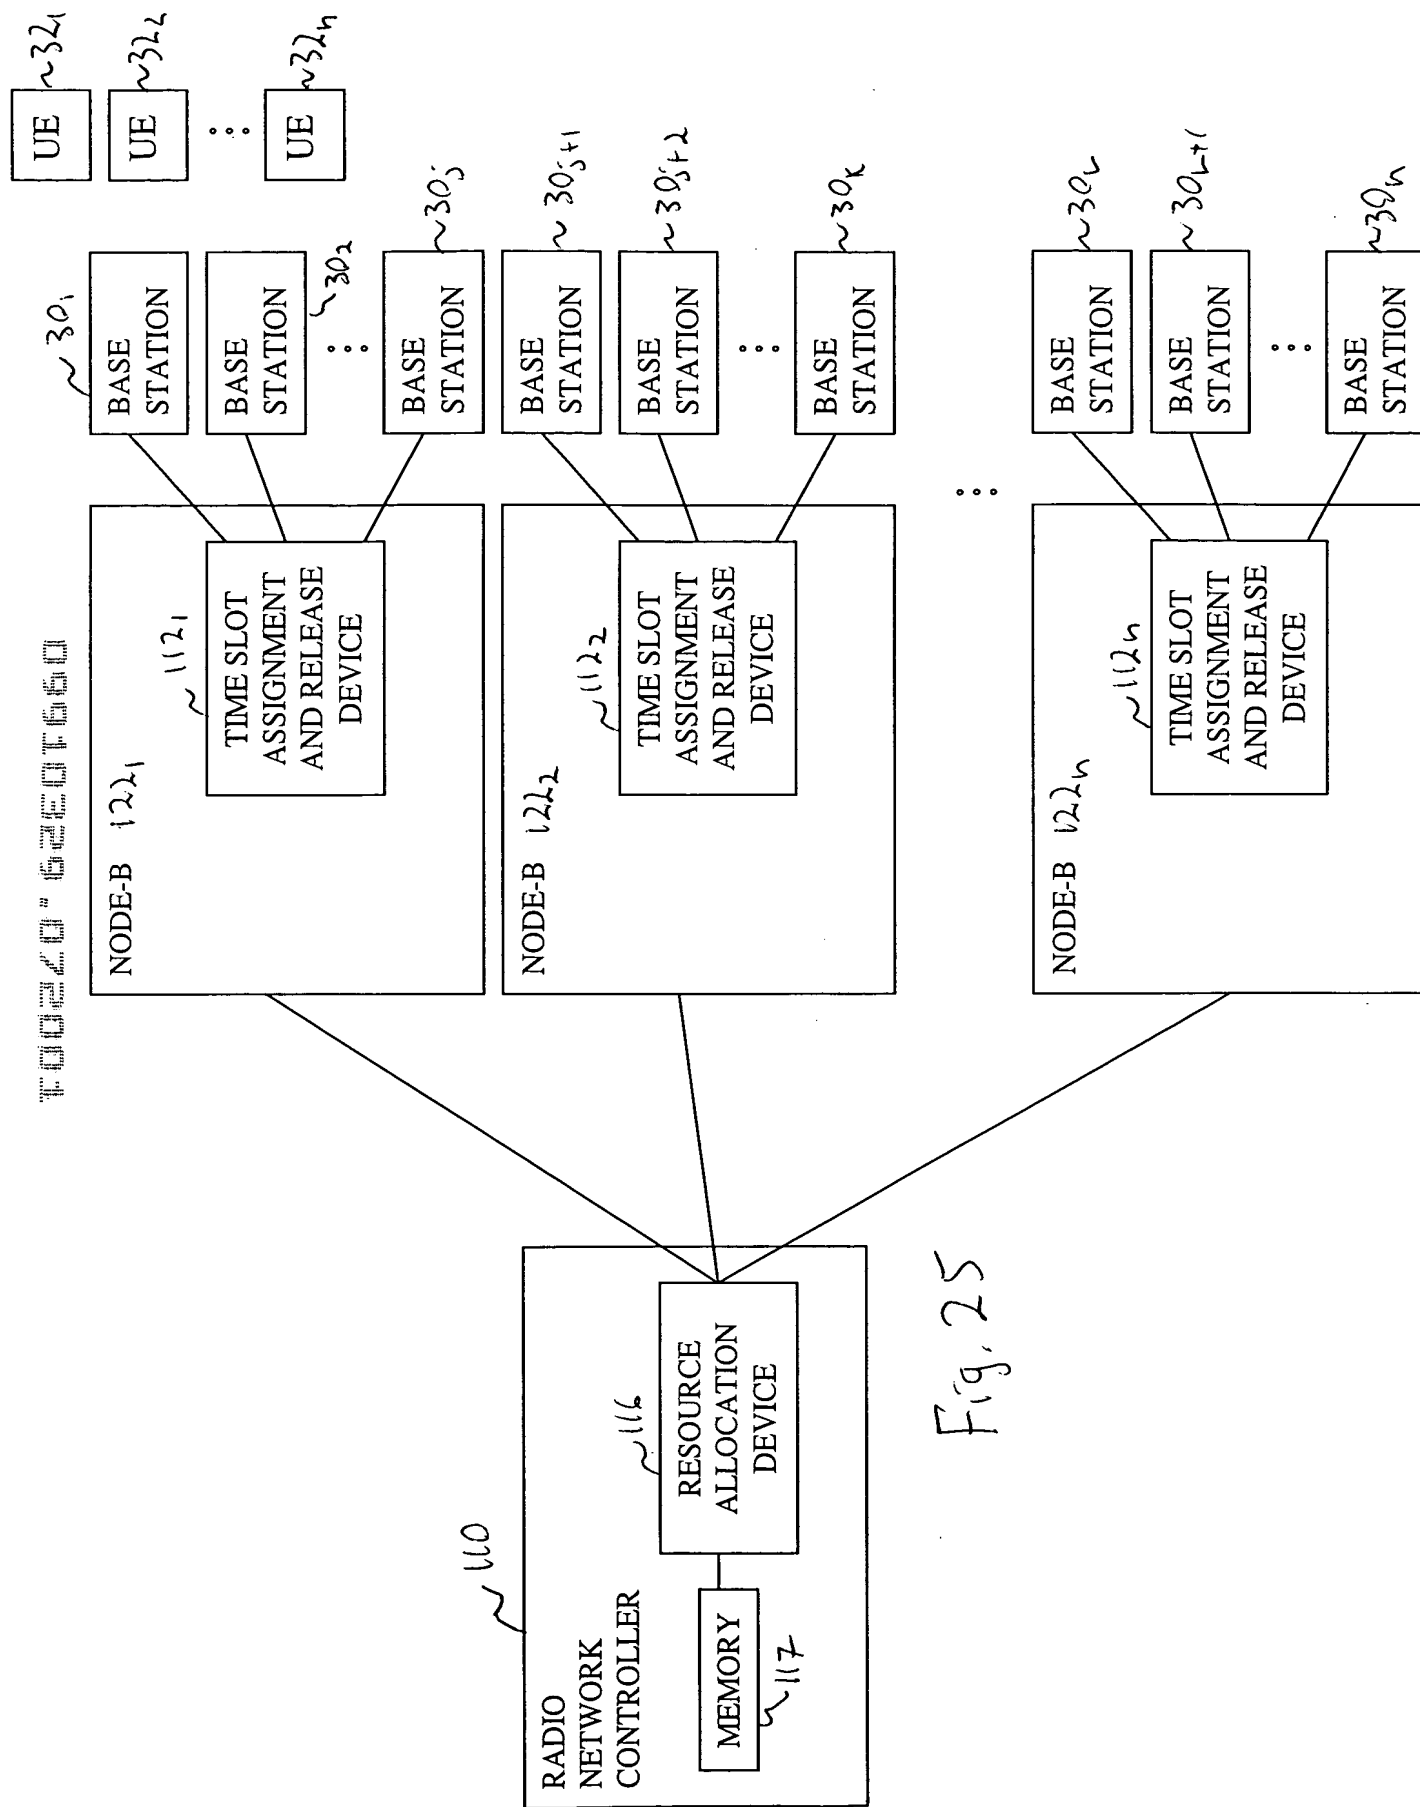 UE ~32₁
UE ~32₂
UE ~32ₙ
30₁
BASE
STATION
BASE
STATION
30₂
BASE
STATION
~30ⱼ
BASE
STATION
~30ⱼ₊₁
BASE
STATION
~30ⱼ₊₂
BASE
STATION
~30ₖ
BASE
STATION
BASE
STATION
BASE
STATION
~30ₙ
NODE-B 122₁
112₁
TIME SLOT
ASSIGNMENT
AND RELEASE
DEVICE
NODE-B 122₂
112₂
TIME SLOT
ASSIGNMENT
AND RELEASE
DEVICE
NODE-B 122ₙ
112ₙ
TIME SLOT
ASSIGNMENT
AND RELEASE
DEVICE
110
RADIO
NETWORK
CONTROLLER
116
RESOURCE
ALLOCATION
DEVICE
MEMORY
117
Fig. 25
09910329.072001